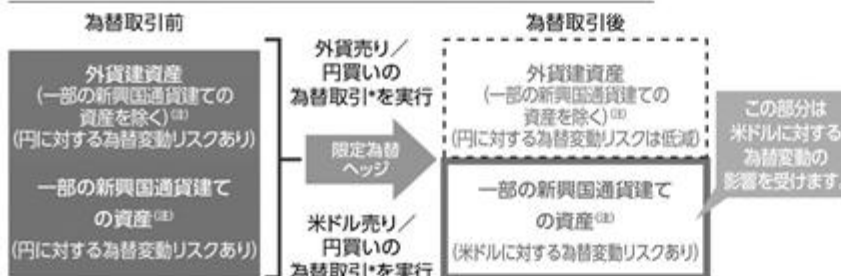 為替取引前
外貨建資産
(一部の新興国通貨建ての
資産を除く)(注)
(円に対する為替変動リスクあり)
一部の新興国通貨建て
の資産(注)
(円に対する為替変動リスクあり)
外貨売り/
円買いの
為替取引*を実行
限定為替
ヘッジ
米ドル売り/
円買いの
為替取引*を実行
為替取引後
外貨建資産
(一部の新興国通貨建ての
資産を除く)(注)
(円に対する為替変動リスクは低減)
一部の新興国通貨建て
の資産(注)
(米ドルに対する為替変動リスクあり)
この部分は
米ドルに対する
為替変動の
影響を受けます。